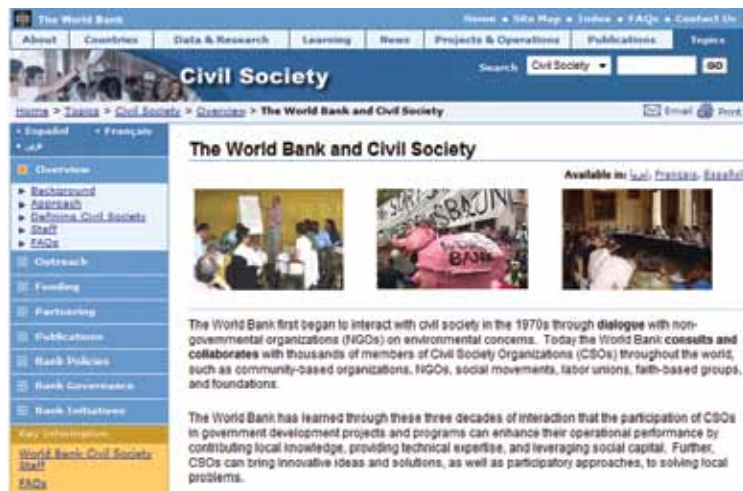 The World Bank
Home • Site Map • Index • FAQs • Contact Us
About Countries Data & Research Learning News Projects & Operations Publications Topics
Civil Society
Search Civil Society GO
Home > Topics > Civil Society > Overview > The World Bank and Civil Society
Email Print
• Español • Français
Overview
Background
Approach
Defining Civil Society
Staff
FAQs
Outreach
Funding
Partnering
Publications
Bank Policies
Bank Governance
Bank Initiatives
Key Information
World Bank Civil Society
Staff
FAQs
The World Bank and Civil Society
Available in: Français, Español
WORLD
BANK
The World Bank first began to interact with civil society in the 1970s through dialogue with non-
governmental organizations (NGOs) on environmental concerns. Today the World Bank consults and
collaborates with thousands of members of Civil Society Organizations (CSOs) throughout the world,
such as community-based organizations, NGOs, social movements, labor unions, faith-based groups,
and foundations.
The World Bank has learned through these three decades of interaction that the participation of CSOs
in government development projects and programs can enhance their operational performance by
contributing local knowledge, providing technical expertise, and leveraging social capital. Further,
CSOs can bring innovative ideas and solutions, as well as participatory approaches, to solving local
problems.